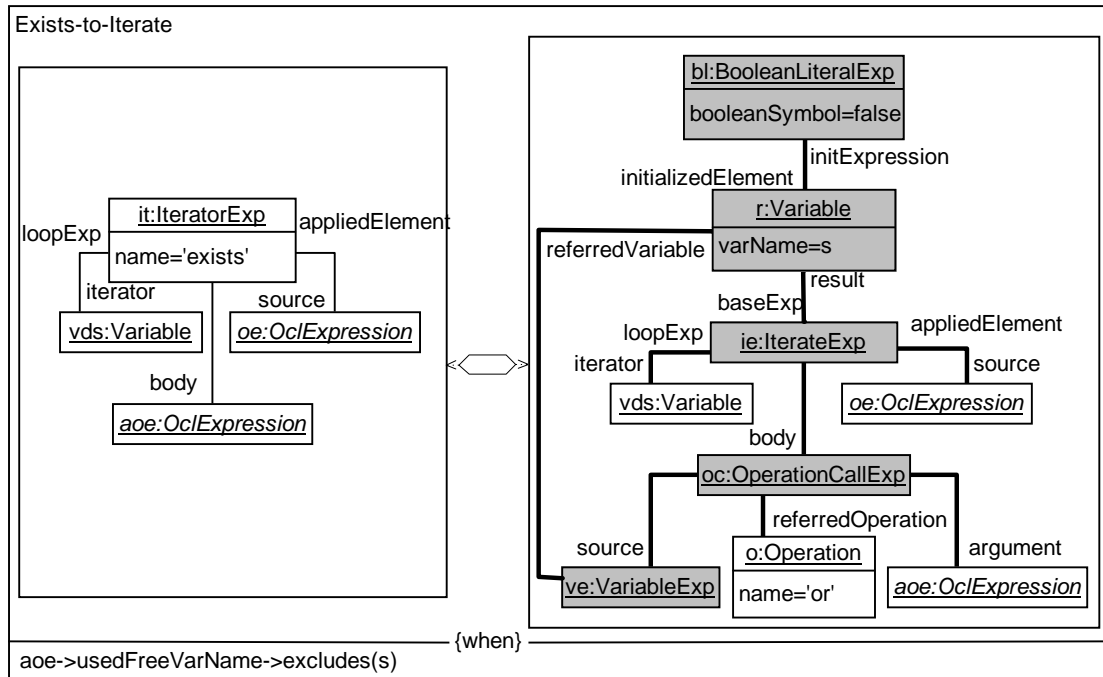 Exists-to-Iterate
it:IteratorExp
name='exists'
loopExp
appliedElement
iterator
source
vds:Variable
oe:OclExpression
body
aoe:OclExpression
bl:BooleanLiteralExp
booleanSymbol=false
initExpression
initializedElement
r:Variable
varName=s
referredVariable
result
baseExp
loopExp
appliedElement
ie:IterateExp
iterator
source
vds:Variable
oe:OclExpression
body
oc:OperationCallExp
referredOperation
source
argument
o:Operation
name='or'
ve:VariableExp
aoe:OclExpression
{when}
aoe->usedFreeVarName->excludes(s)